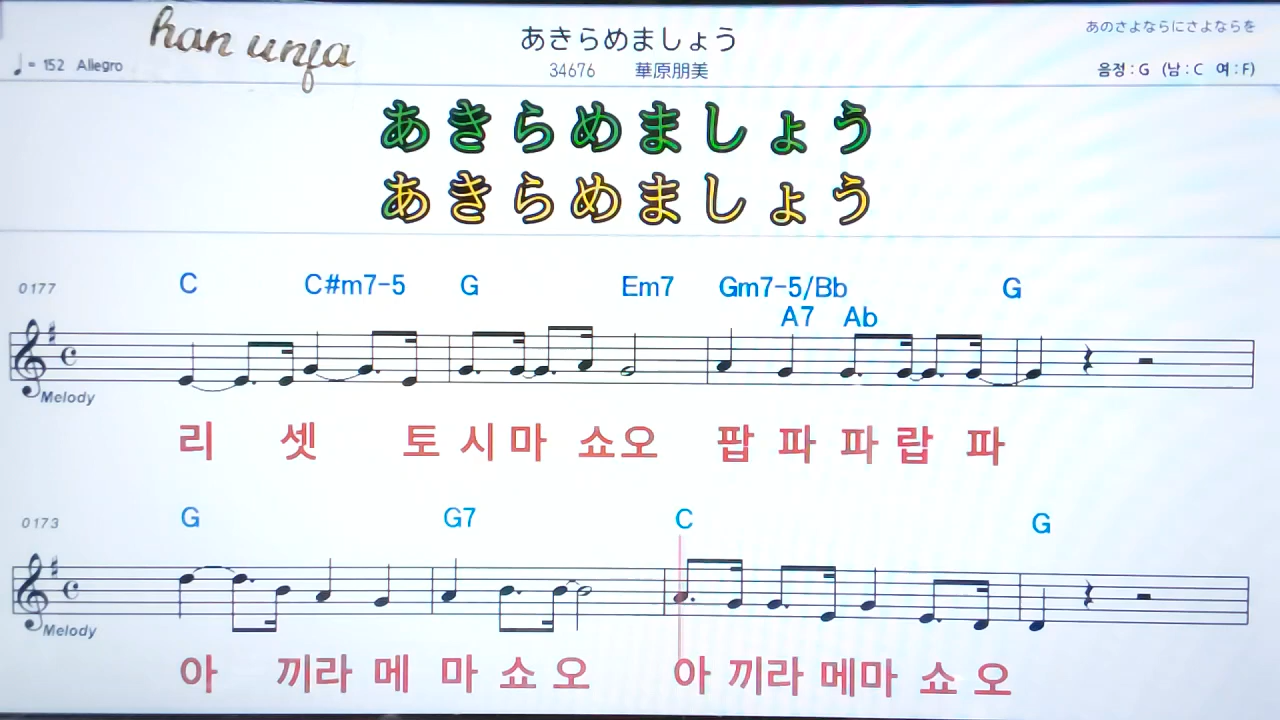 han unfa
あきらめましょう
あのさよならにさよならを
♩= 152 Allegro
34676 華原朋美
음정 : G (남 : C 여 : F)
あきらめましょう
あきらめましょう
0177 C C#m7-5 G Em7 Gm7-5/Bb G
A7 Ab
Melody
리 셋 토 시 마 쇼 오 팝 파 파 랍 파
0173 G G7 C G
Melody
아 끼라 메 마 쇼 오 아 끼라 메마 쇼 오